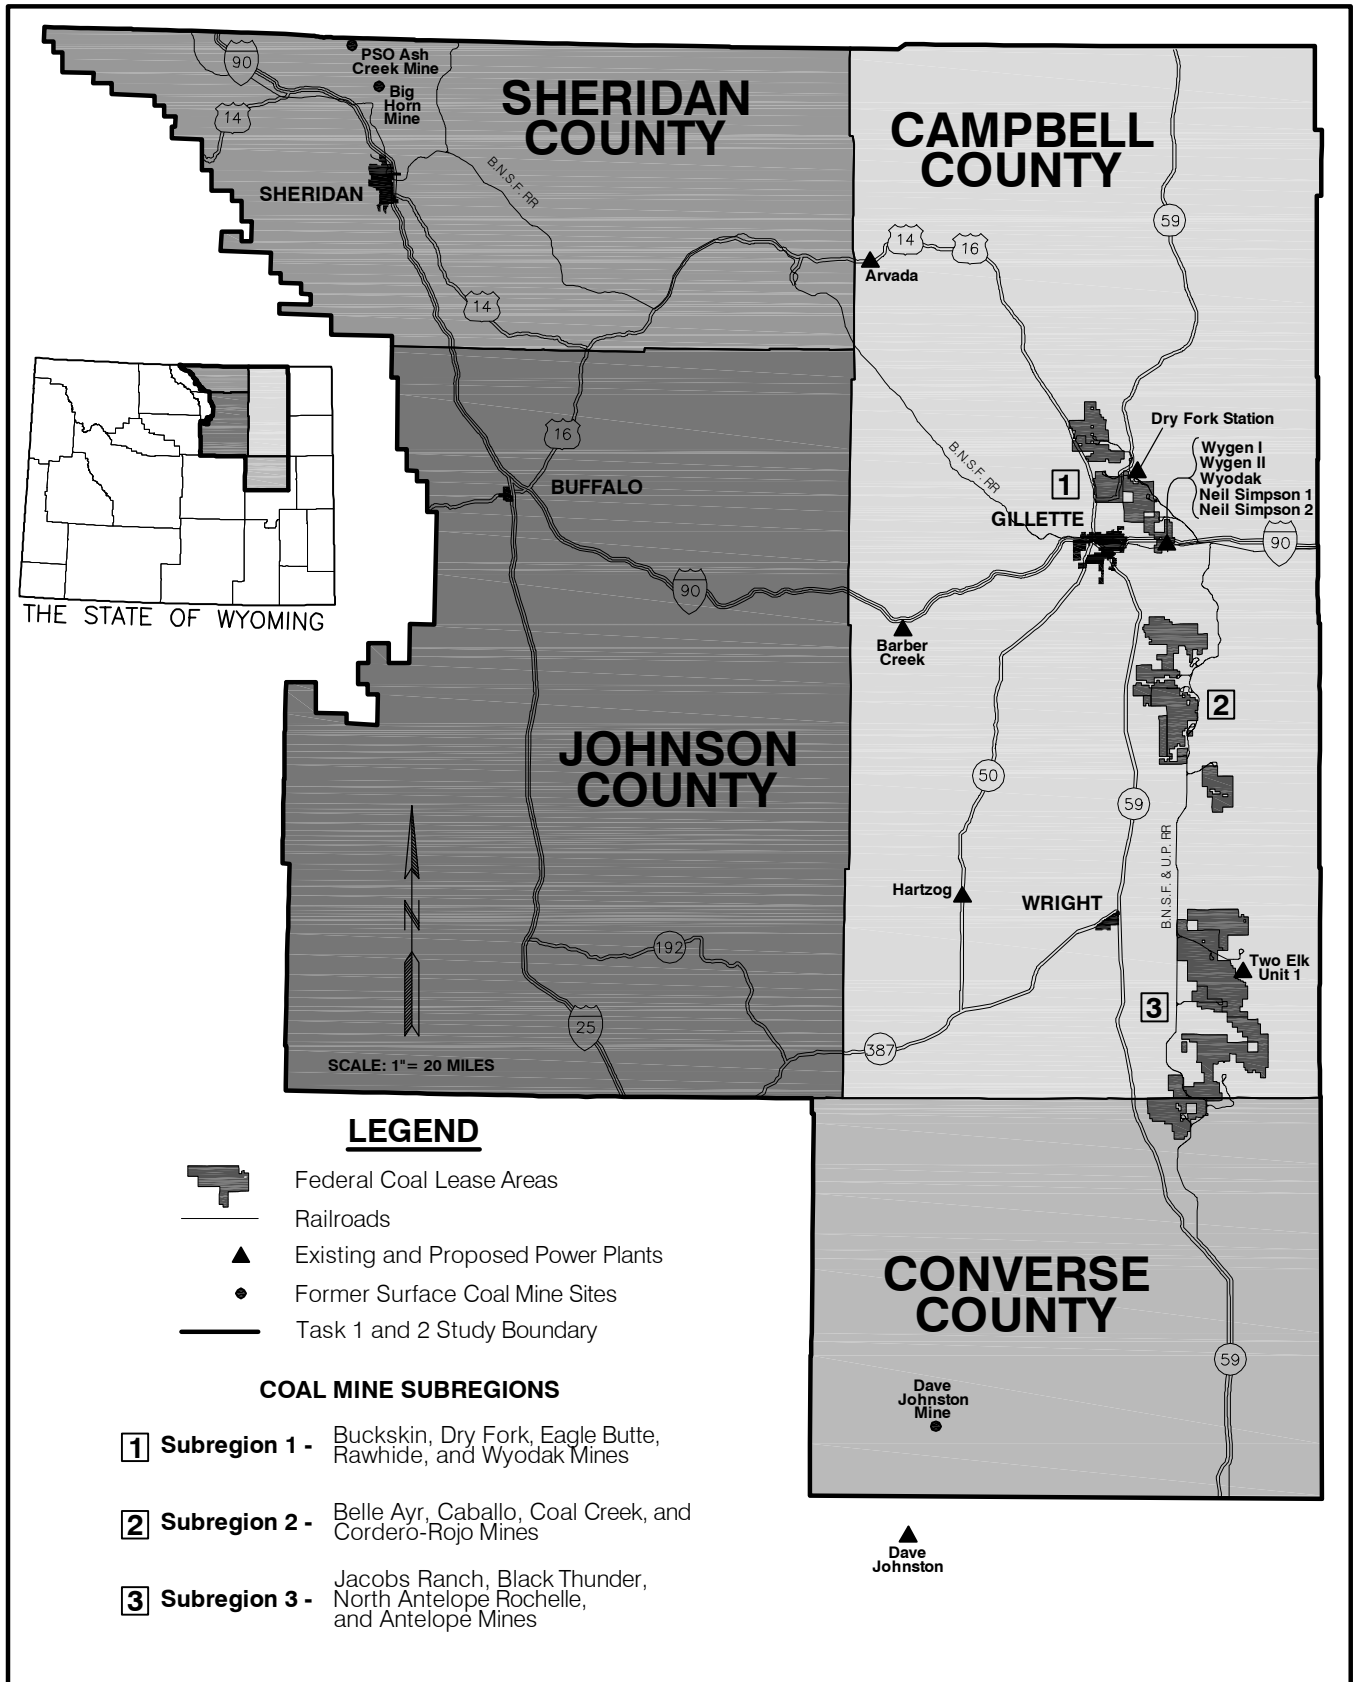 90
PSO Ash
Creek Mine
Big
Horn
Mine
14
SHERIDAN
COUNTY
CAMPBELL
COUNTY
SHERIDAN
B.N.S.F. RR
59
14
16
Arvada
14
16
Dry Fork Station
Wygen I
Wygen II
Wyodak
Neil Simpson 1
Neil Simpson 2
B.N.S.F. RR
1
BUFFALO
GILLETTE
90
90
THE STATE OF WYOMING
Barber
Creek
2
JOHNSON
COUNTY
50
59
B.N.S.F. & U.P. RR
Hartzog
WRIGHT
N
192
Two Elk
Unit 1
3
25
387
SCALE: 1"= 20 MILES
LEGEND
Federal Coal Lease Areas
Railroads
Existing and Proposed Power Plants
Former Surface Coal Mine Sites
Task 1 and 2 Study Boundary
CONVERSE
COUNTY
59
Dave
Johnston
Mine
COAL MINE SUBREGIONS
1 Subregion 1 - Buckskin, Dry Fork, Eagle Butte,
Rawhide, and Wyodak Mines
2 Subregion 2 - Belle Ayr, Caballo, Coal Creek, and
Cordero-Rojo Mines
3 Subregion 3 - Jacobs Ranch, Black Thunder,
North Antelope Rochelle,
and Antelope Mines
Dave
Johnston